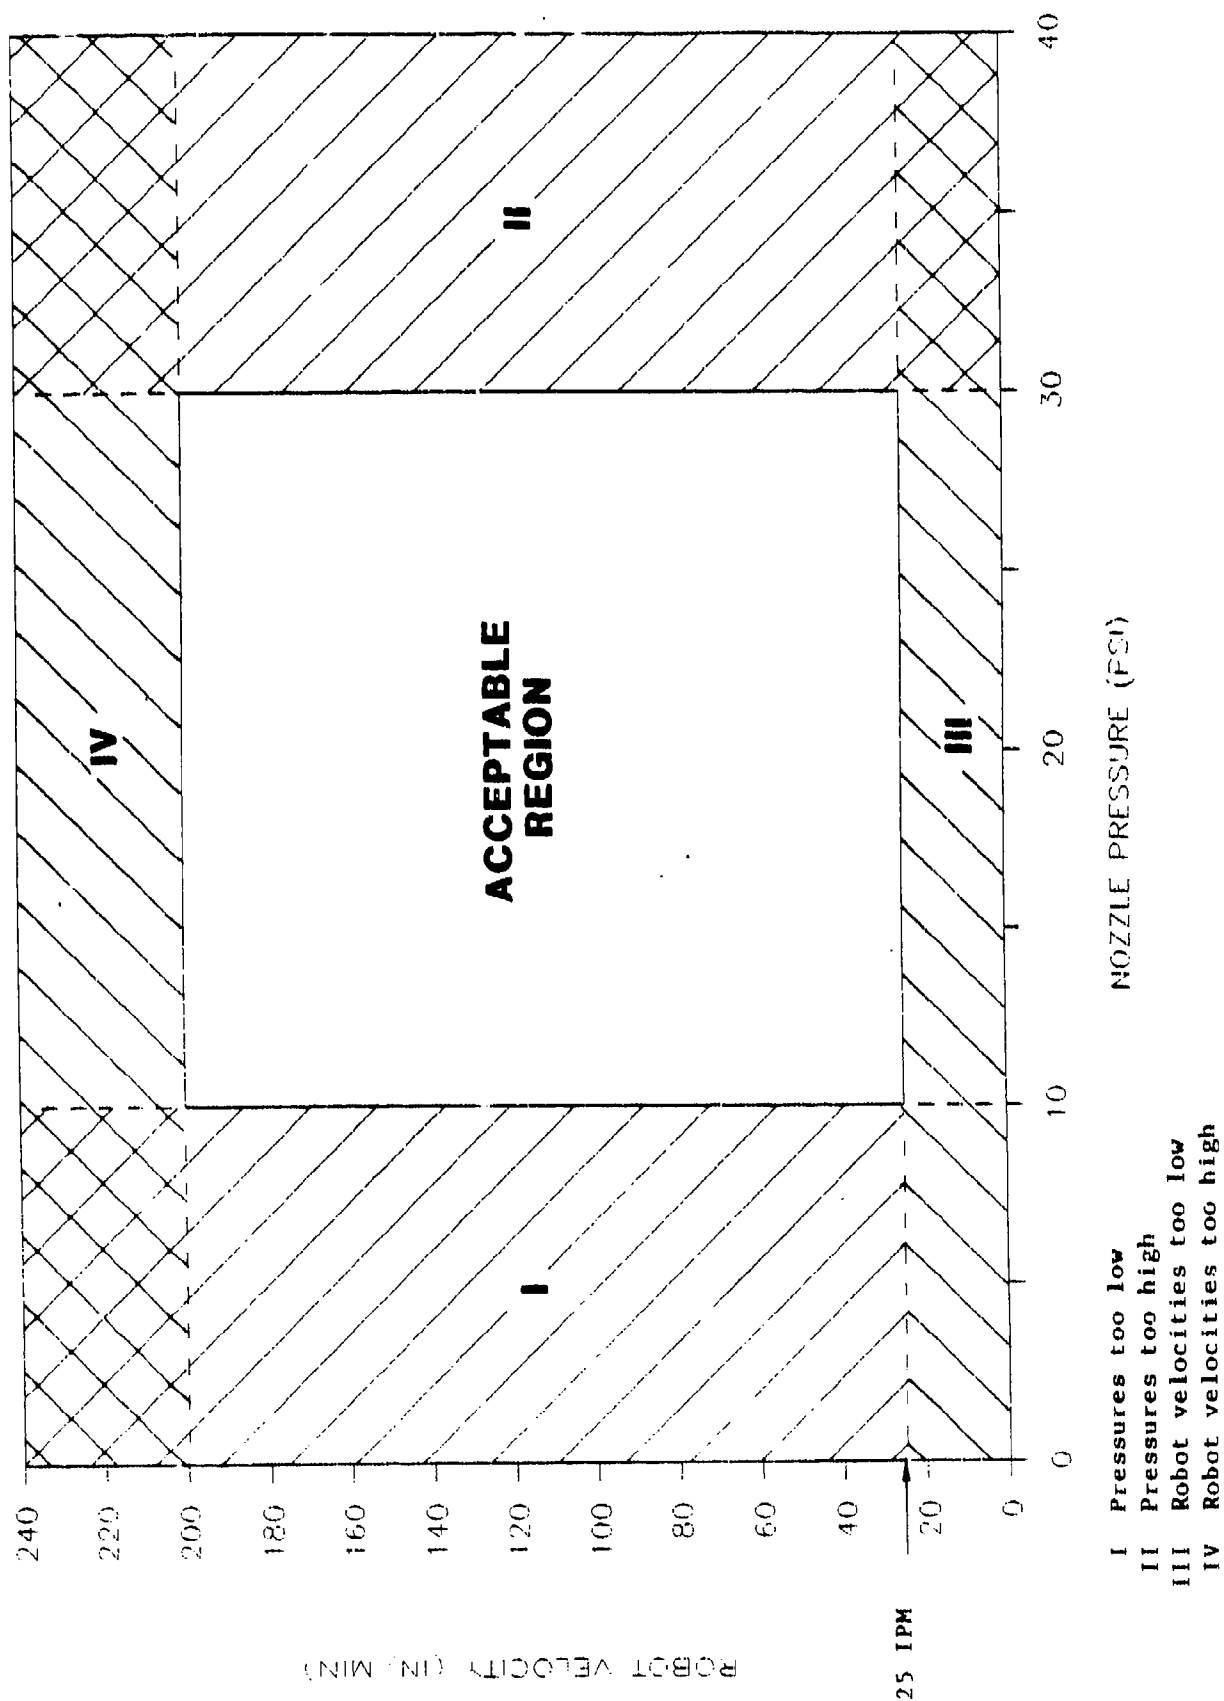 ROBOT VELOCITY (IN/MIN)
240
220
200
180
160
140
120
100
80
60
40
20
0
25 IPM
IV
I
ACCEPTABLE
REGION
II
III
0
10
20
30
40
NOZZLE PRESSURE (PSI)
I Pressures too low
II Pressures too high
III Robot velocities too low
IV Robot velocities too high